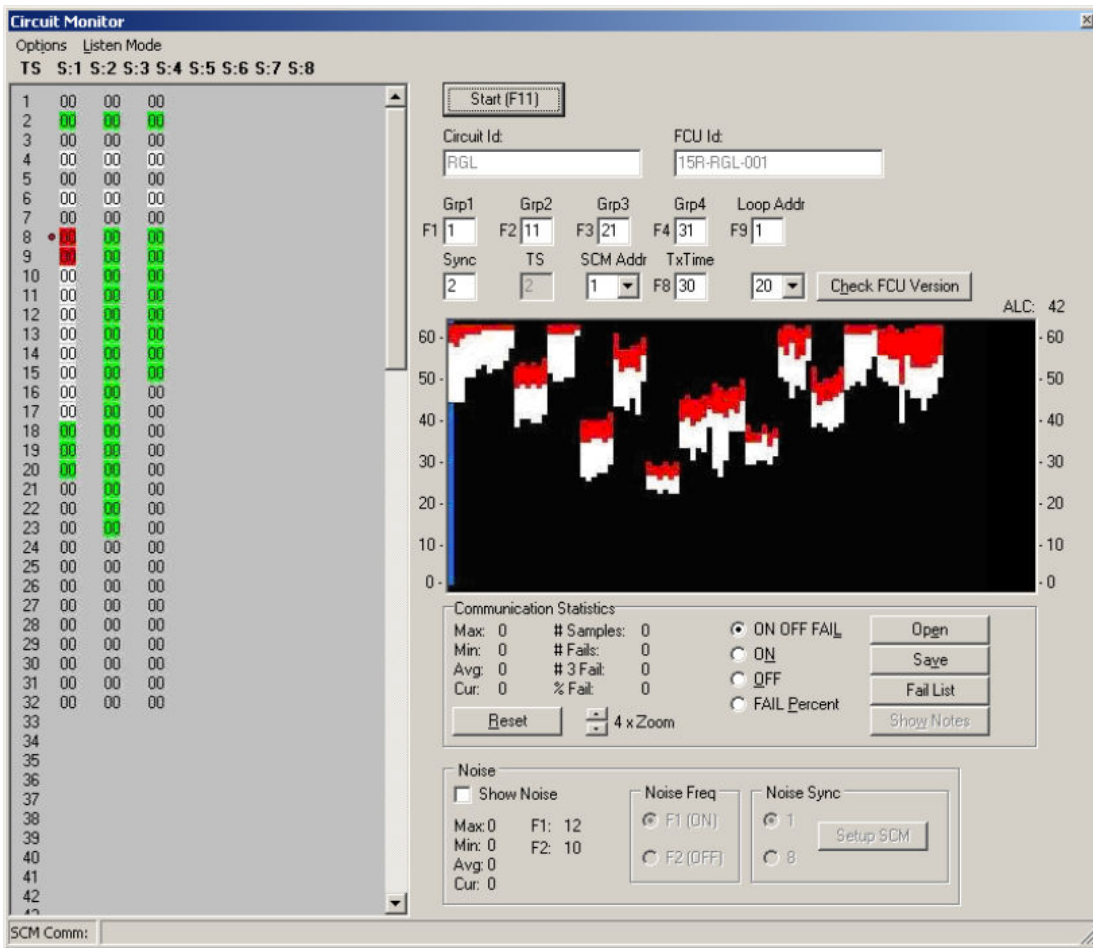 Circuit Monitor
Options Listen Mode
TS S:1 S:2 S:3 S:4 S:5 S:6 S:7 S:8
1 00 00 00
2 00 00 00
3 00 00 00
4 00 00 00
5 00 00 00
6 00 00 00
7 00 00 00
8 00 00 00
9 00 00 00
10 00 00 00
11 00 00 00
12 00 00 00
13 00 00 00
14 00 00 00
15 00 00 00
16 00 00 00
17 00 00 00
18 00 00 00
19 00 00 00
20 00 00 00
21 00 00 00
22 00 00 00
23 00 00 00
24 00 00 00
25 00 00 00
26 00 00 00
27 00 00 00
28 00 00 00
29 00 00 00
30 00 00 00
31 00 00 00
32 00 00 00
33
34
35
36
37
38
39
40
41
42
Start (F11)
Circuit Id: FCU Id:
RGL 15R-RGL-001
Grp1 Grp2 Grp3 Grp4 Loop Addr
F1 1 F2 11 F3 21 F4 31 F9 1
Sync TS SCM Addr TxTime
2 2 1 F8 30 20 Check FCU Version
ALC: 42
60 - - 60
50 - - 50
40 - - 40
30 - - 30
20 - - 20
10 - - 10
0 - - 0
Communication Statistics
Max: 0 # Samples: 0 ON OFF FAIL Open
Min: 0 # Fails: 0 ON Save
Avg: 0 # 3 Fail: 0 OFF Fail List
Cur: 0 % Fail: 0 FAIL Percent Show Notes
Reset 4 x Zoom
Noise
Show Noise Noise Freq Noise Sync
Max: 0 F1: 12 F1 (ON) 1 Setup SCM
Min: 0 F2: 10 F2 (OFF) 8
Avg: 0
Cur: 0
SCM Comm: